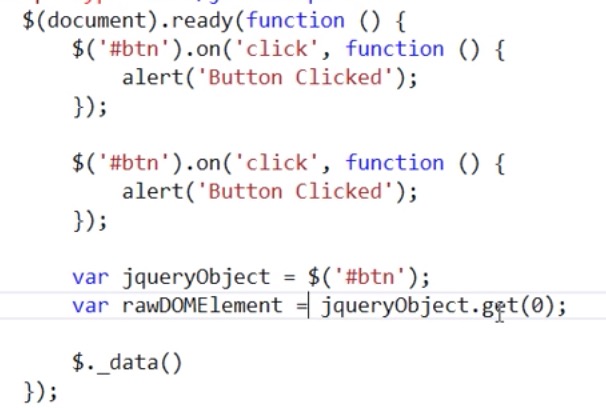 $(document).ready(function () {
    $('#btn').on('click', function () {
        alert('Button Clicked');
    });

    $('#btn').on('click', function () {
        alert('Button Clicked');
    });

    var jqueryObject = $('#btn');
    var rawDOMElement = jqueryObject.get(0);

    $._data()
});